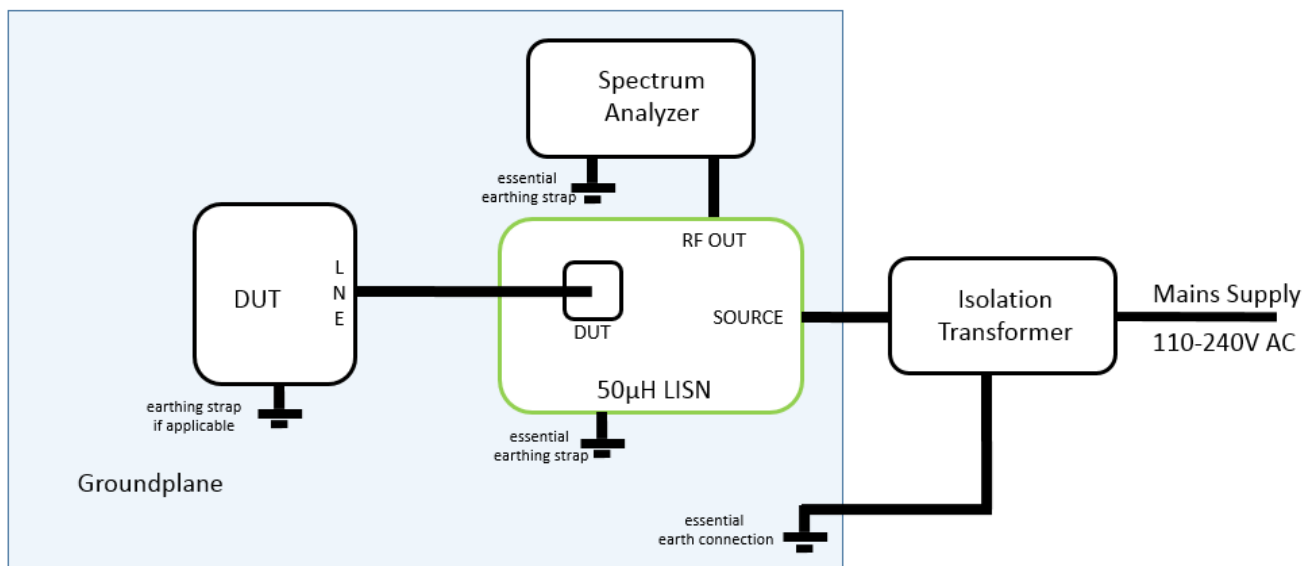 Spectrum
Analyzer
essential
earthing strap
RF OUT
L
N
E
DUT
DUT
SOURCE
50µH LISN
Isolation
Transformer
Mains Supply
110-240V AC
earthing strap
if applicable
essential
earthing strap
Groundplane
essential
earth connection